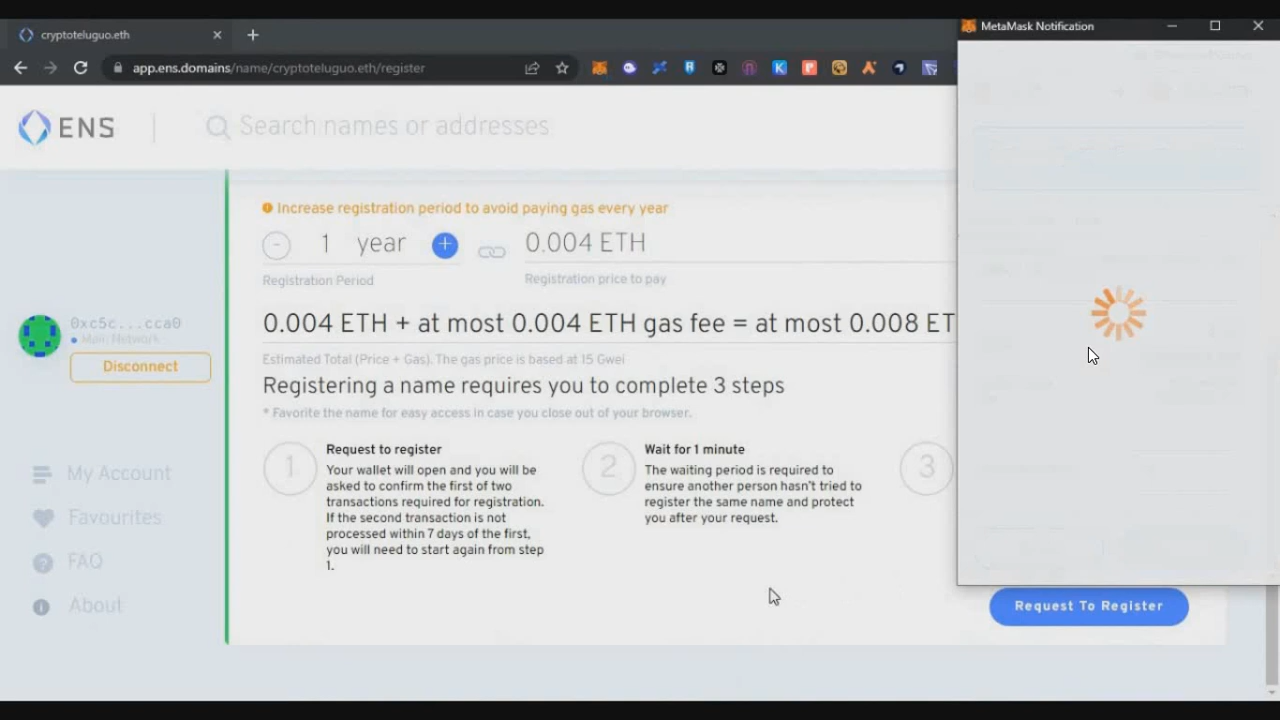 cryptoteluguo.eth
MetaMask Notification
app.ens.domains/name/cryptoteluguo.eth/register
ENS
Search names or addresses
Increase registration period to avoid paying gas every year
1 year
0.004 ETH
Registration Period
Registration price to pay
0xc5c...cca0
Main Network
Disconnect
0.004 ETH + at most 0.004 ETH gas fee = at most 0.008 ET
Estimated Total (Price + Gas). The gas price is based at 15 Gwei
Registering a name requires you to complete 3 steps
* Favorite the name for easy access in case you close out of your browser.
1
Request to register
Your wallet will open and you will be
asked to confirm the first of two
transactions required for registration.
If the second transaction is not
processed within 7 days of the first,
you will need to start again from step
1.
2
Wait for 1 minute
The waiting period is required to
ensure another person hasn't tried to
register the same name and protect
you after your request.
3
My Account
Favourites
FAQ
About
Request To Register